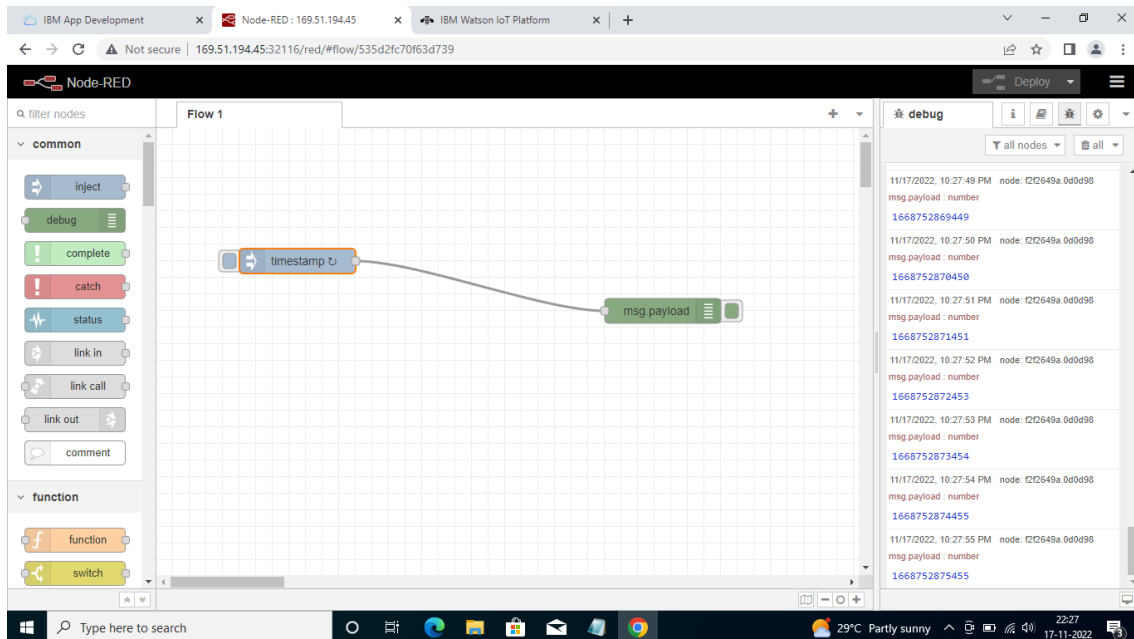 IBM App Development
Node-RED : 169.51.194.45
IBM Watson IoT Platform
Not secure
169.51.194.45:32116/red/#flow/535d2fc70f63d739
Node-RED
Deploy
filter nodes
common
inject
debug
complete
catch
status
link in
link call
link out
comment
function
function
switch
Flow 1
timestamp ↻
msg.payload
debug
i
all nodes
all
11/17/2022, 10:27:49 PM node: f2f2649a.0d0d98
msg.payload : number
1668752869449
11/17/2022, 10:27:50 PM node: f2f2649a.0d0d98
msg.payload : number
1668752870450
11/17/2022, 10:27:51 PM node: f2f2649a.0d0d98
msg.payload : number
1668752871451
11/17/2022, 10:27:52 PM node: f2f2649a.0d0d98
msg.payload : number
1668752872453
11/17/2022, 10:27:53 PM node: f2f2649a.0d0d98
msg.payload : number
1668752873454
11/17/2022, 10:27:54 PM node: f2f2649a.0d0d98
msg.payload : number
1668752874455
11/17/2022, 10:27:55 PM node: f2f2649a.0d0d98
msg.payload : number
1668752875455
Type here to search
29°C Partly sunny
22:27
17-11-2022
3